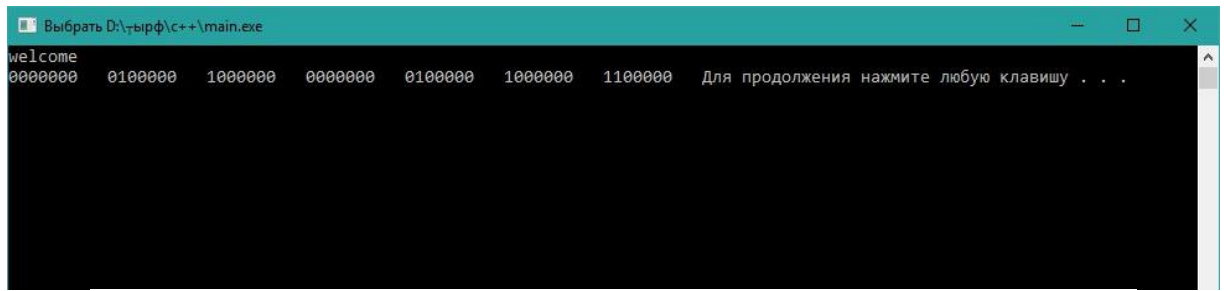 Выбрать D:\┬ырф\c++\main.exe
welcome
0000000 0100000 1000000 0000000 0100000 1000000 1100000 Для продолжения нажмите любую клавишу . . .